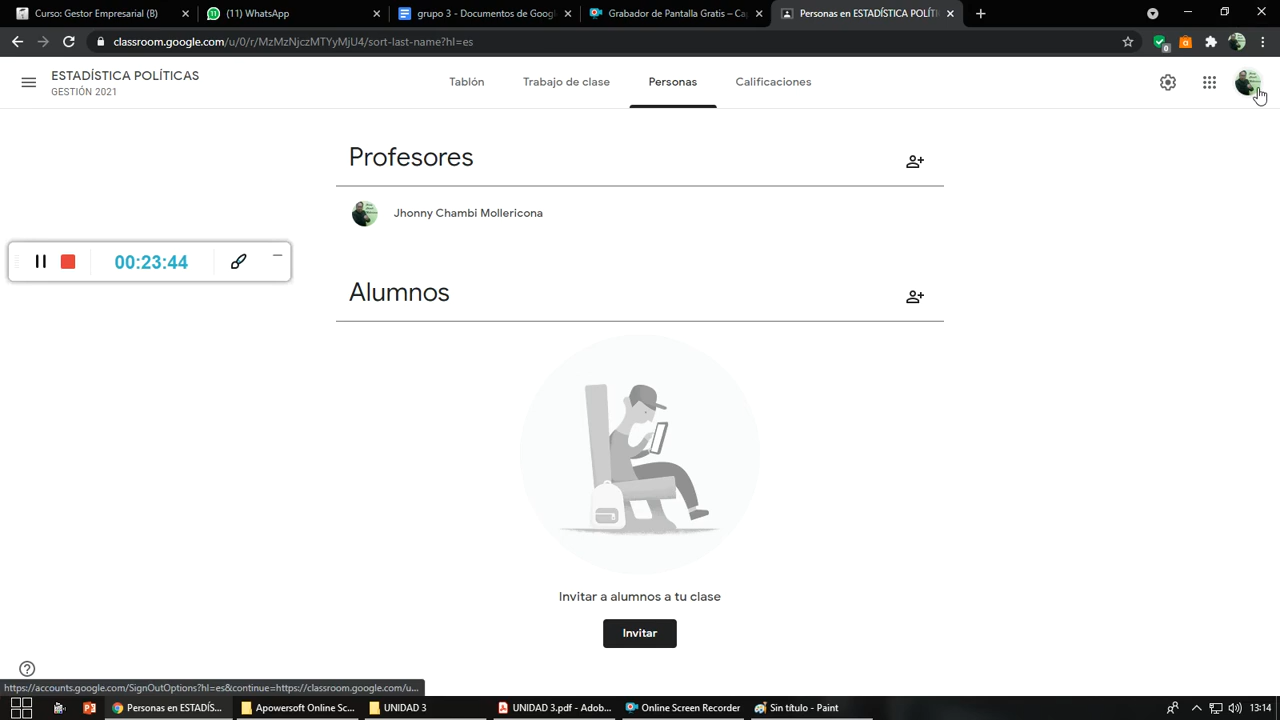 Curso: Gestor Empresarial (B)
(11) WhatsApp
grupo 3 - Documentos de Googl
Grabador de Pantalla Gratis – Ca
Personas en ESTADÍSTICA POLÍTI
classroom.google.com/u/0/r/MzMzNjczMTYyMjU4/sort-last-name?hl=es
ESTADÍSTICA POLÍTICAS
GESTIÓN 2021
Tablón
Trabajo de clase
Personas
Calificaciones
Profesores
Jhonny Chambi Mollericona
00:23:44
Alumnos
Invitar a alumnos a tu clase
Invitar
https://accounts.google.com/SignOutOptions?hl=es&continue=https://classroom.google.com/u...
Personas en ESTADÍS...
Apowersoft Online Sc...
UNIDAD 3
UNIDAD 3.pdf - Adob...
Online Screen Recorder
Sin título - Paint
13:14